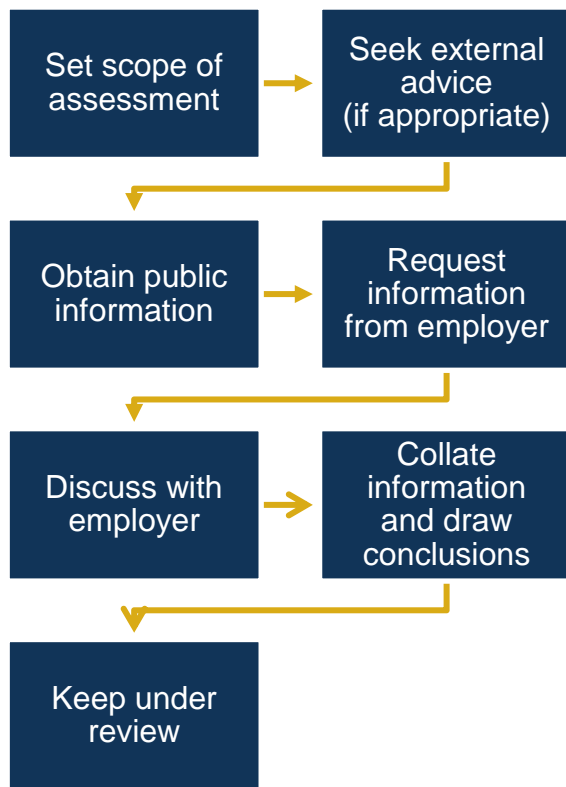 Set scope of
assessment
Seek external
advice
(if appropriate)
Obtain public
information
Request
information
from employer
Discuss with
employer
Collate
information
and draw
conclusions
Keep under
review